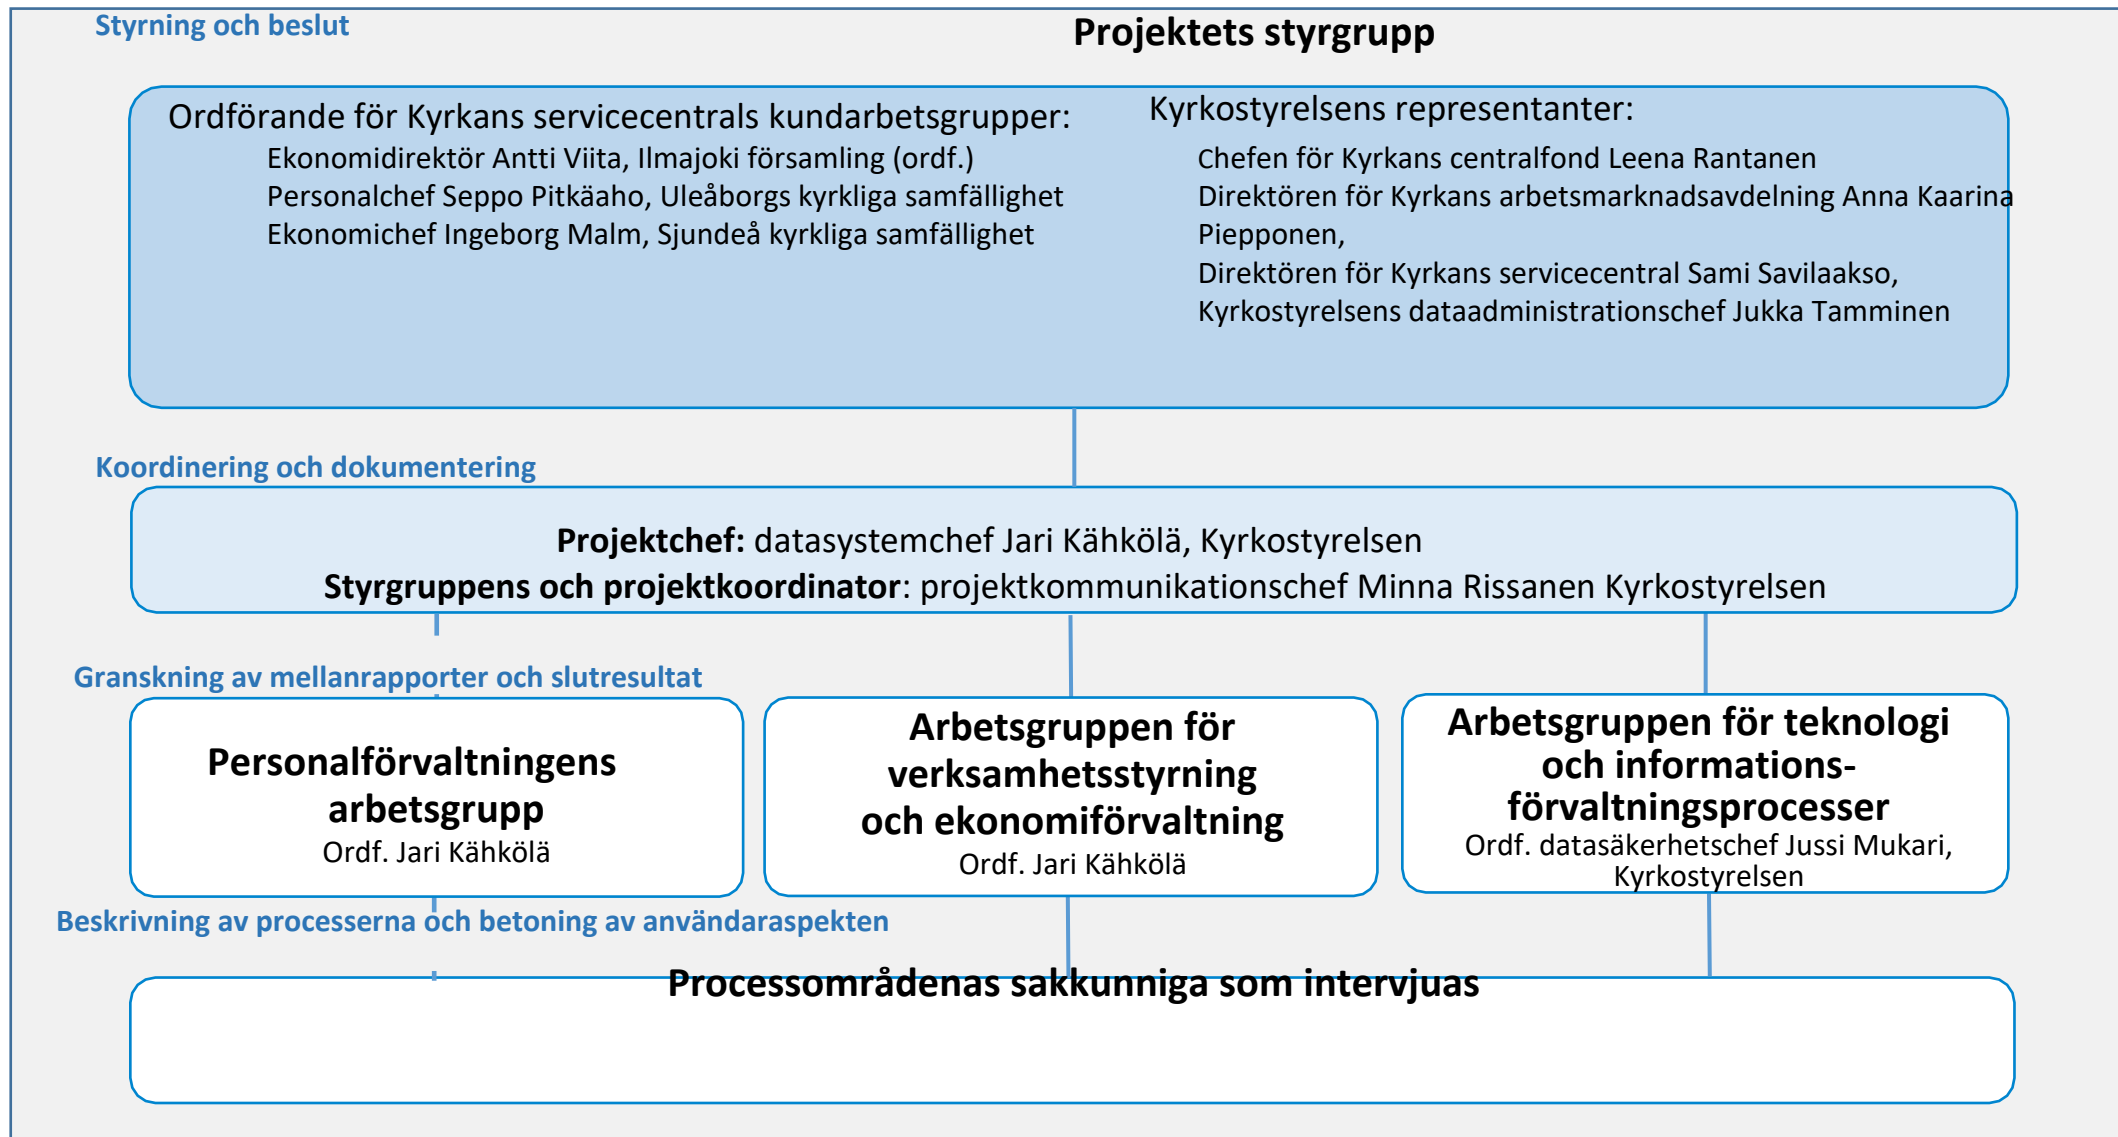 Styrning och beslut
Projektets styrgrupp
Ordförande för Kyrkans servicecentrals kundarbetsgrupper:
Ekonomidirektör Antti Viita, Ilmajoki församling (ordf.)
Personalchef Seppo Pitkäaho, Uleåborgs kyrkliga samfällighet
Ekonomichef Ingeborg Malm, Sjundeå kyrkliga samfällighet
Kyrkostyrelsens representanter:
Chefen för Kyrkans centralfond Leena Rantanen
Direktören för Kyrkans arbetsmarknadsavdelning Anna Kaarina
Piepponen,
Direktören för Kyrkans servicecentral Sami Savilaakso,
Kyrkostyrelsens dataadministrationschef Jukka Tamminen
Koordinering och dokumentering
Projektchef: datasystemchef Jari Kähkölä, Kyrkostyrelsen
Styrgruppens och projektkoordinator: projektkommunikationschef Minna Rissanen Kyrkostyrelsen
Granskning av mellanrapporter och slutresultat
Personalförvaltningens
arbetsgrupp
Ordf. Jari Kähkölä
Arbetsgruppen för
verksamhetsstyrning
och ekonomiförvaltning
Ordf. Jari Kähkölä
Arbetsgruppen för teknologi
och informations-
förvaltningsprocesser
Ordf. datasäkerhetschef Jussi Mukari,
Kyrkostyrelsen
Beskrivning av processerna och betoning av användaraspekten
Processområdenas sakkunniga som intervjuas